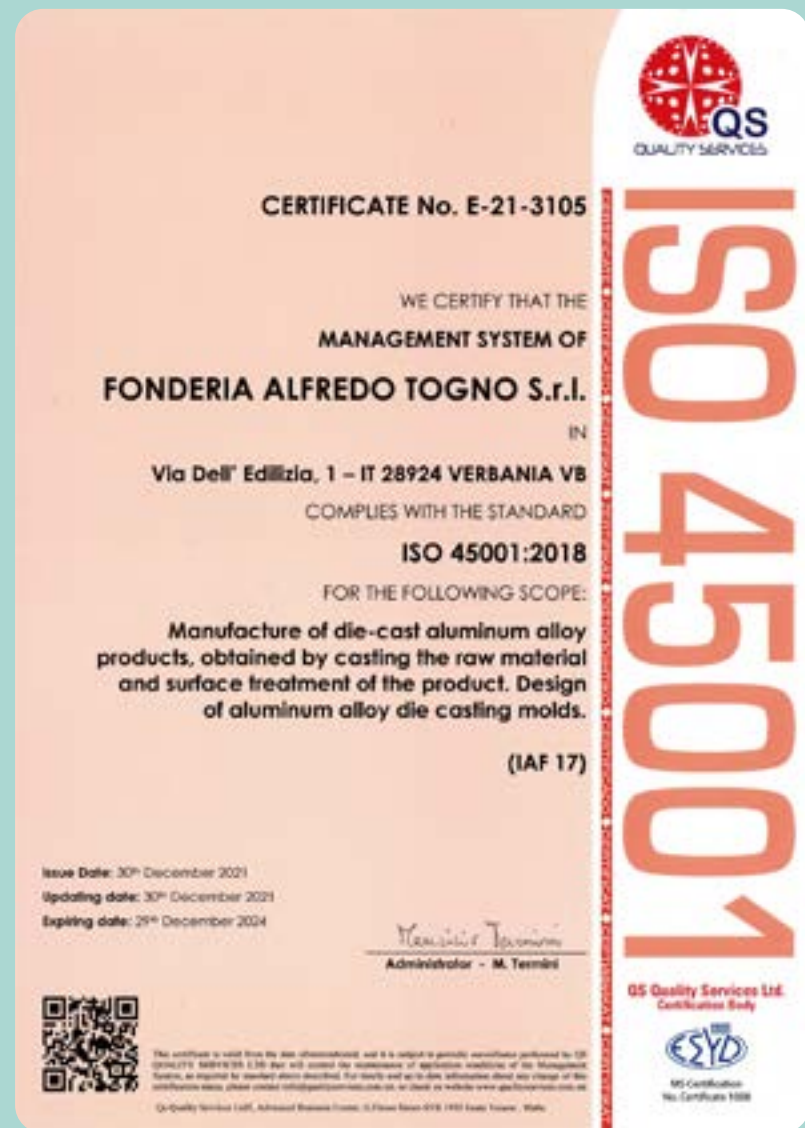 QS
QUALITY SERVICES
CERTIFICATE No. E-21-3105
WE CERTIFY THAT THE
MANAGEMENT SYSTEM OF
FONDERIA ALFREDO TOGNO S.r.l.
IN
Via Dell' Edilizia, 1 – IT 28924 VERBANIA VB
COMPLIES WITH THE STANDARD
ISO 45001:2018
FOR THE FOLLOWING SCOPE:
Manufacture of die-cast aluminum alloy
products, obtained by casting the raw material
and surface treatment of the product. Design
of aluminum alloy die casting molds.
(IAF 17)
Issue Date: 30th December 2021
Updating date: 30th December 2021
Expiring date: 29th December 2024
Administrator - M. Termini
ISO 45001
QS Quality Services Ltd.
Certification Body
ESYD
MS Certification
No. Certificate